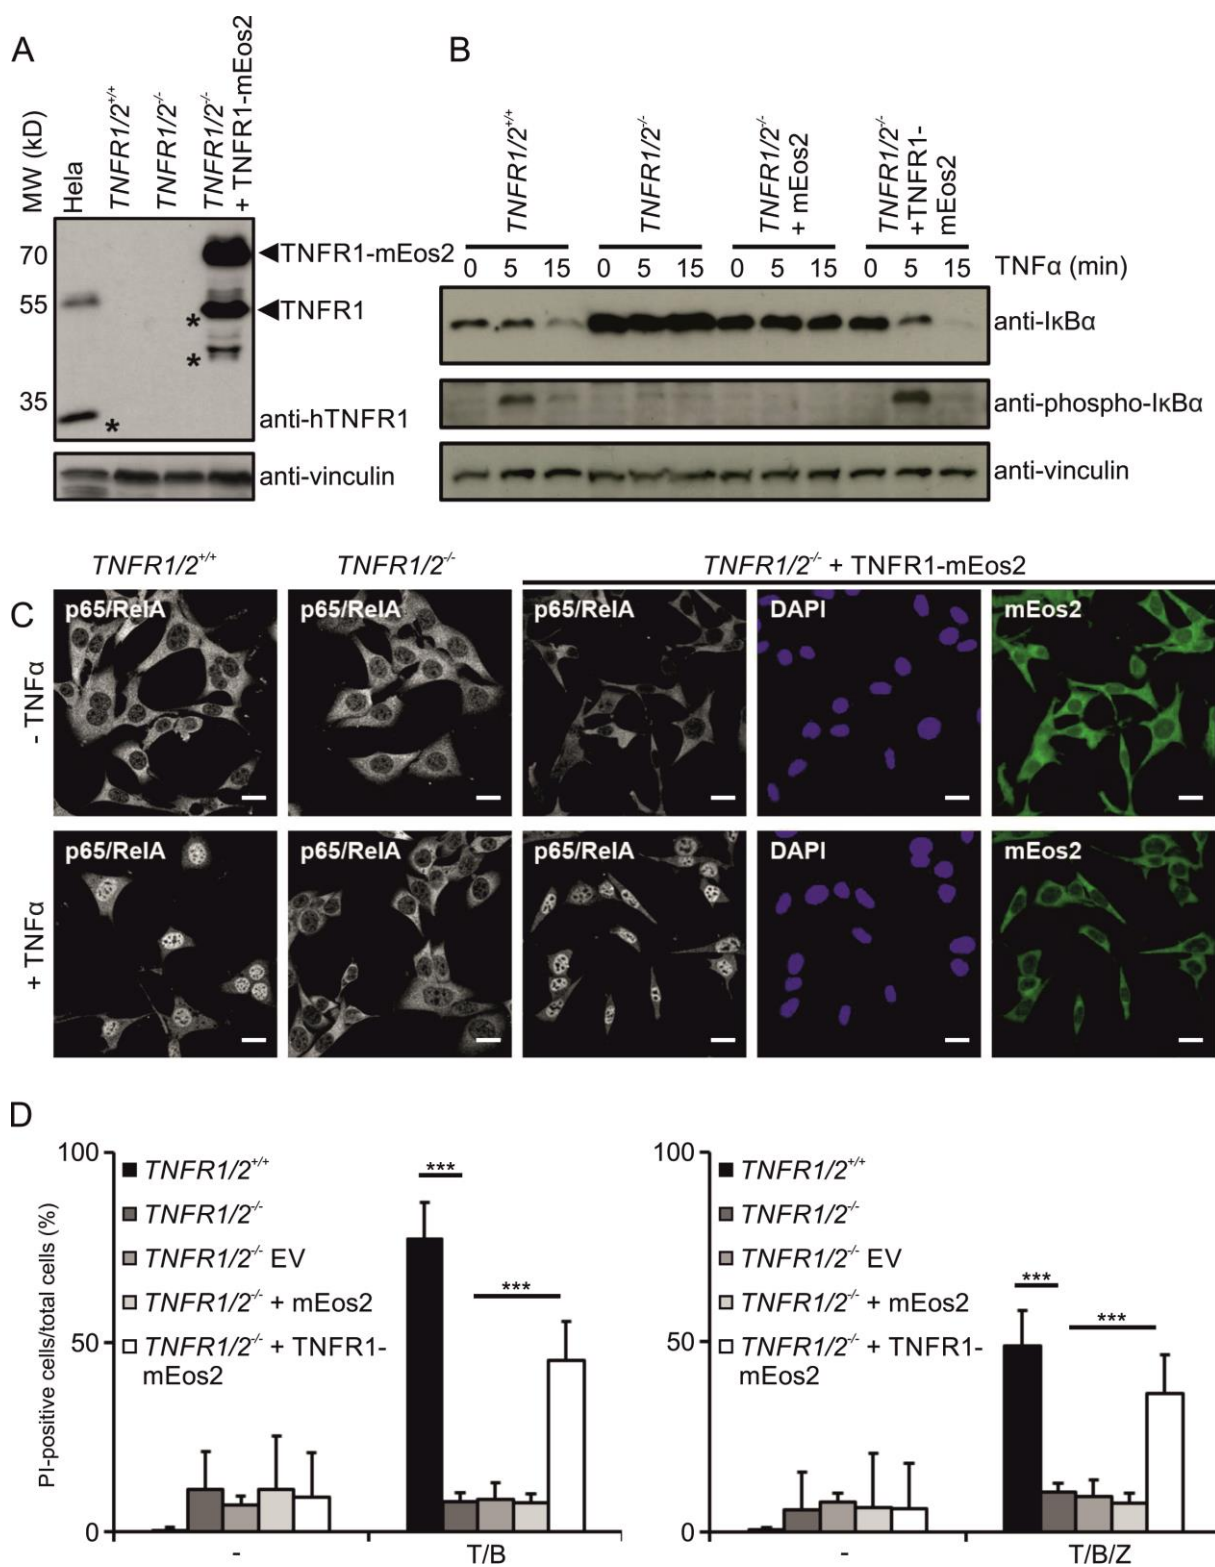 A
MW (kD)
Hela
TNFR1/2+/+
TNFR1/2-/-
TNFR1/2-/-
+ TNFR1-mEos2
70
55
35
TNFR1-mEos2
TNFR1
*
*
*
anti-hTNFR1
anti-vinculin
B
TNFR1/2+/+
TNFR1/2-/-
TNFR1/2-/-
+ mEos2
TNFR1/2-/-
+TNFR1-
mEos2
0 5 15 0 5 15 0 5 15 0 5 15 TNFα (min)
anti-IκBα
anti-phospho-IκBα
anti-vinculin
C
TNFR1/2+/+ TNFR1/2-/- TNFR1/2-/- + TNFR1-mEos2
- TNFα
p65/RelA p65/RelA p65/RelA DAPI mEos2
+ TNFα
p65/RelA p65/RelA p65/RelA DAPI mEos2
D
PI-positive cells/total cells (%)
100
50
0
TNFR1/2+/+
TNFR1/2-/-
TNFR1/2-/- EV
TNFR1/2-/- + mEos2
TNFR1/2-/- + TNFR1-
mEos2
***
***
- T/B
100
50
0
TNFR1/2+/+
TNFR1/2-/-
TNFR1/2-/- EV
TNFR1/2-/- + mEos2
TNFR1/2-/- + TNFR1-
mEos2
***
***
- T/B/Z